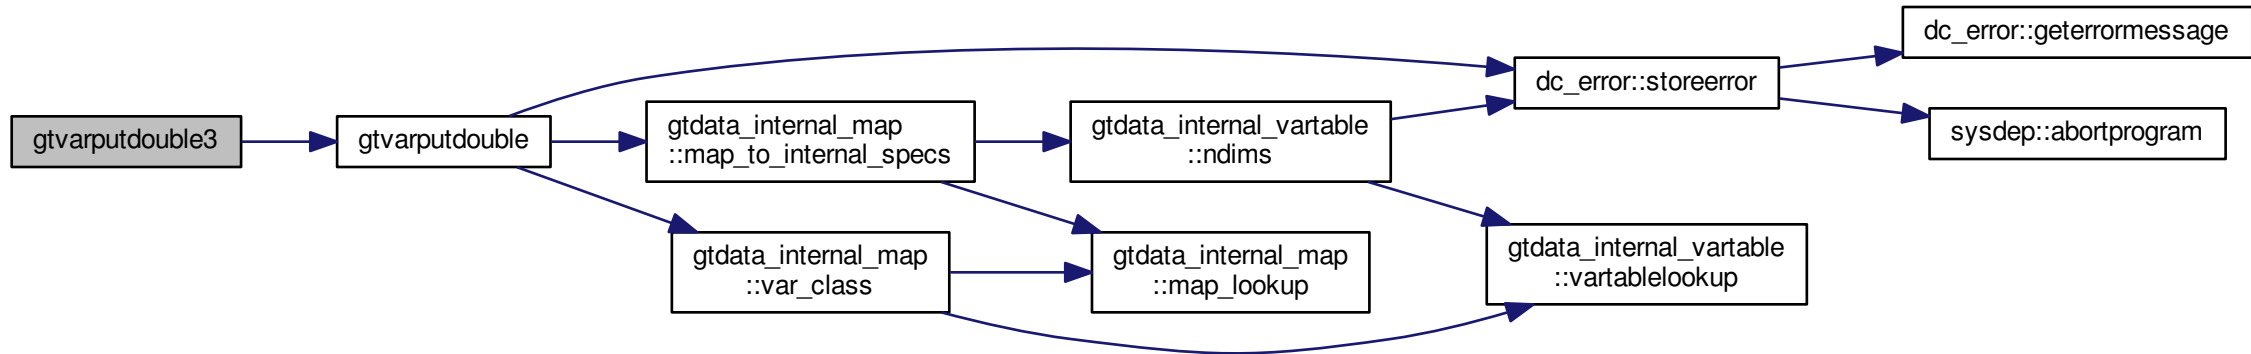 gtvarputdouble3
gtvarputdouble
gtdata_internal_map
::map_to_internal_specs
gtdata_internal_map
::var_class
gtdata_internal_vartable
::ndims
gtdata_internal_map
::map_lookup
dc_error::storeerror
gtdata_internal_vartable
::vartablelookup
dc_error::geterrormessage
sysdep::abortprogram